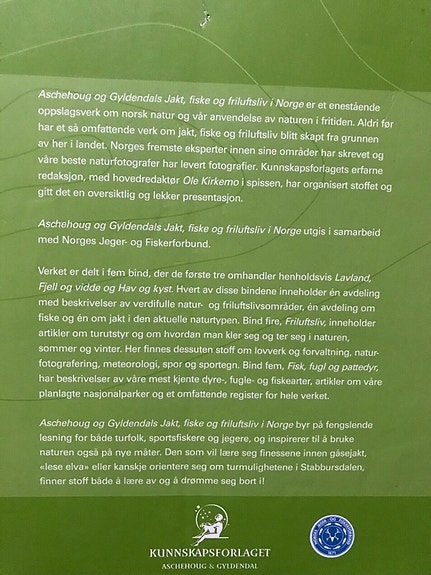 Aschehoug og Gyldendals Jakt, fiske og friluftsliv i Norge er et enestående
oppslagsverk om norsk natur og vår anvendelse av naturen i fritiden. Aldri før
har et så omfattende verk om jakt, fiske og friluftsliv blitt skapt fra grunnen
av her i landet. Norges fremste eksperter innen sine områder har skrevet og
våre beste naturfotografer har levert fotografier. Kunnskapsforlagets erfarne
redaksjon, med hovedredaktør Ole Kirkemo i spissen, har organisert stoffet og
gitt det en oversiktlig og lekker presentasjon.
Aschehoug og Gyldendals Jakt, fiske og friluftsliv i Norge utgis i samarbeid
med Norges Jeger- og Fiskerforbund.
Verket er delt i fem bind, der de første tre omhandler henholdsvis Lavland,
Fjell og vidde og Hav og kyst. Hvert av disse bindene inneholder én avdeling
med beskrivelser av verdifulle natur- og friluftslivsområder, én avdeling om
fiske og én om jakt i den aktuelle naturtypen. Bind fire, Friluftsliv, inneholder
artikler om turutstyr og om hvordan man kler seg og ter seg i naturen,
sommer og vinter. Her finnes dessuten stoff om lovverk og forvaltning, natur-
fotografering, meteorologi, spor og sportegn. Bind fem, Fisk, fugl og pattedyr,
har beskrivelser av våre mest kjente dyre-, fugle- og fiskearter, artikler om våre
planlagte nasjonalparker og et omfattende register for hele verket.
Aschehoug og Gyldendals Jakt, fiske og friluftsliv i Norge byr på fengslende
lesning for både turfolk, sportsfiskere og jegere, og inspirerer til å bruke
naturen også på nye måter. Den som vil lære seg finessene innen gåsejakt,
«lese elva» eller kanskje orientere seg om turmulighetene i Stabbursdalen,
finner stoff både å lære av og å drømme seg bort i!
KUNNSKAPSFORLAGET
ASCHEHOUG & GYLDENDAL